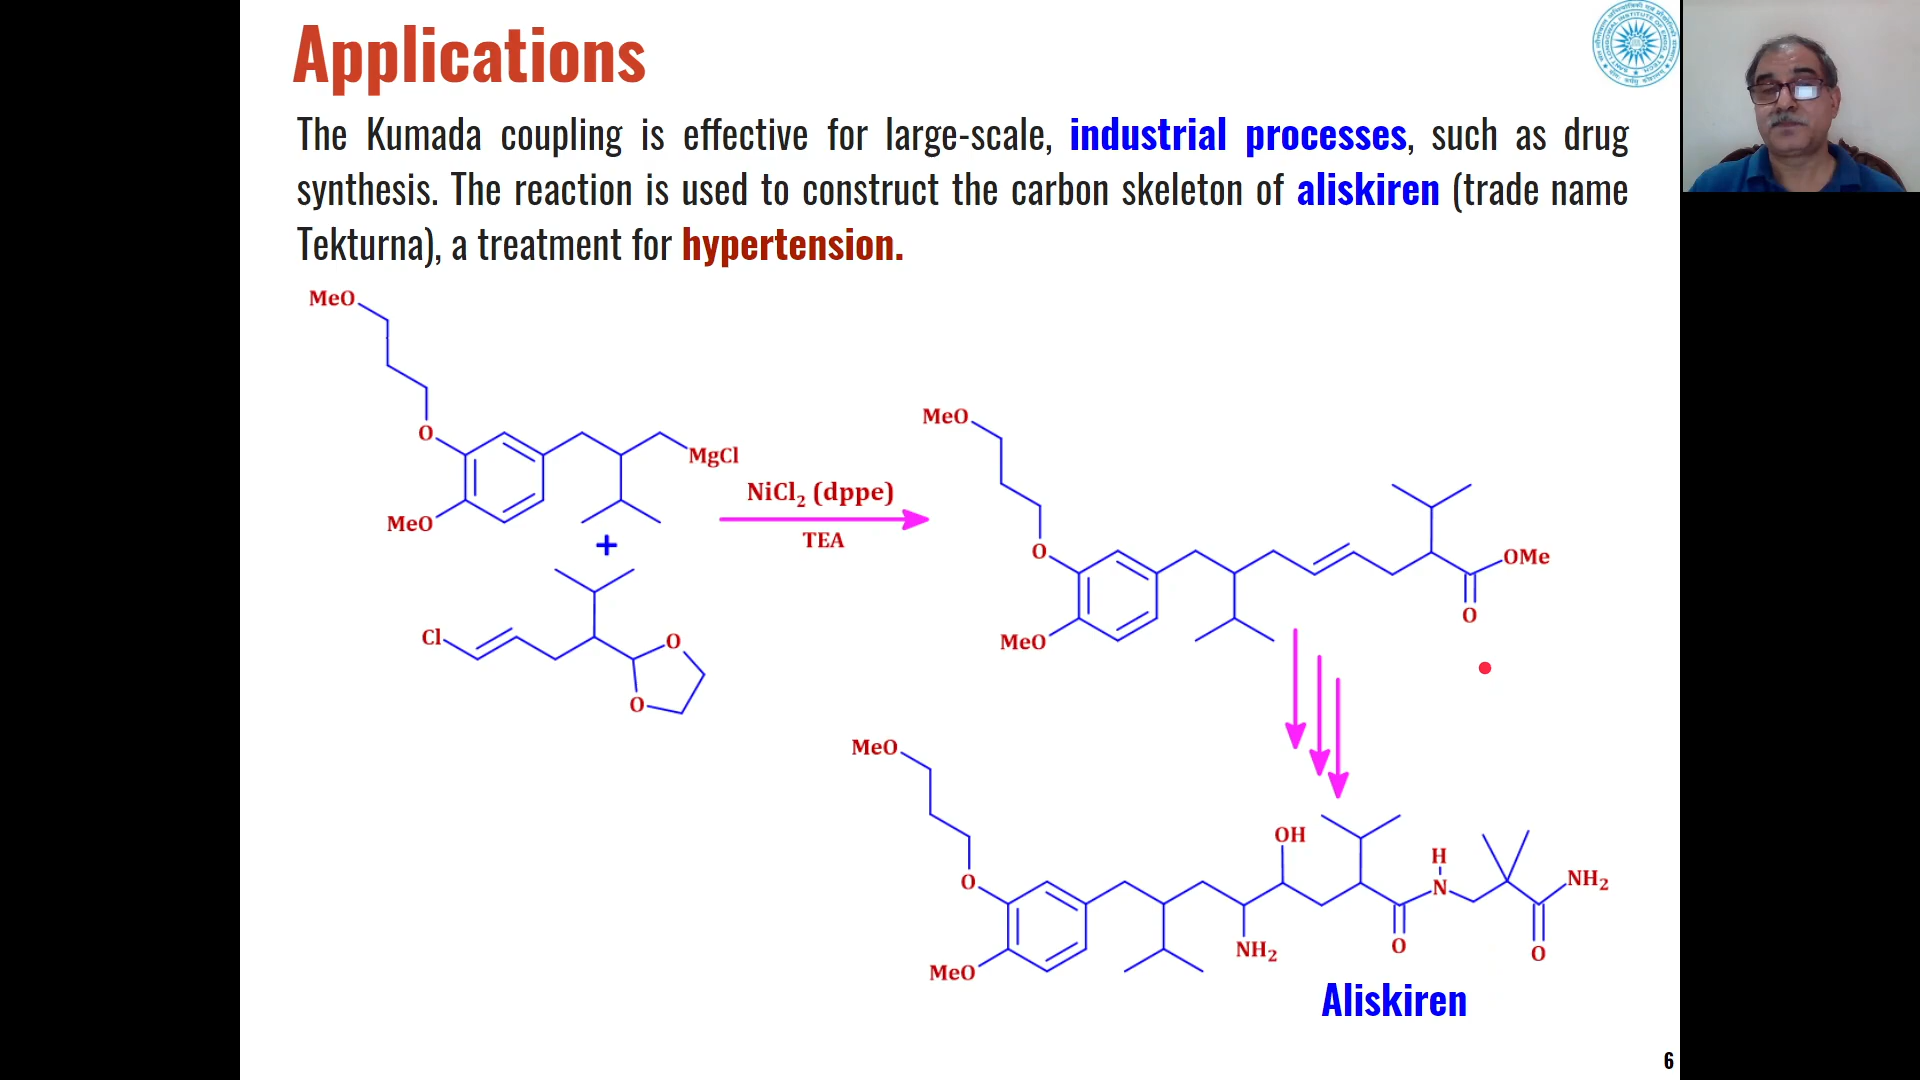 Applications
The Kumada coupling is effective for large-scale, industrial processes, such as drug
synthesis. The reaction is used to construct the carbon skeleton of aliskiren (trade name
Tekturna), a treatment for hypertension.
MeO
O
MgCl
MeO
+
Cl
O
O
NiCl₂ (dppe)
TEA
MeO
O
MeO
OMe
O
MeO
O
MeO
NH₂
OH
O
H
N
NH₂
O
Aliskiren
6